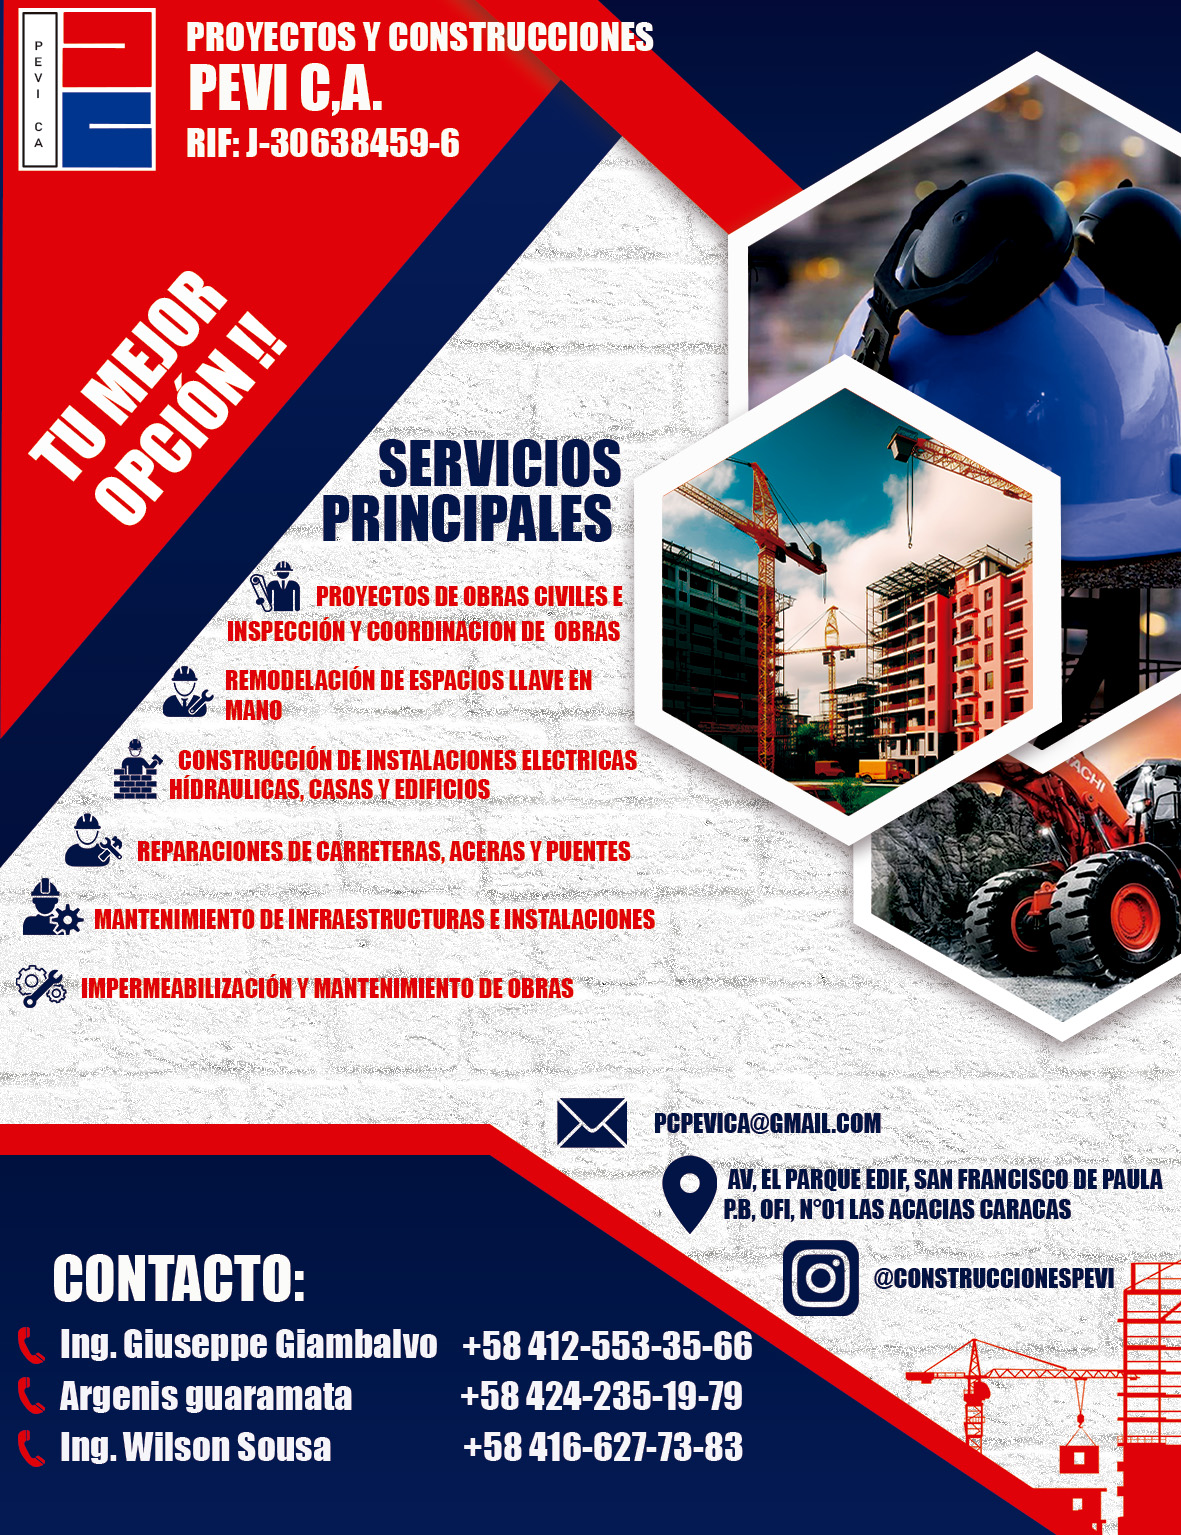 PEVI CA
PROYECTOS Y CONSTRUCCIONES
PEVI C,A.
RIF: J-30638459-6
TU MEJOR
OPCIÓN !!
SERVICIOS
PRINCIPALES
PROYECTOS DE OBRAS CIVILES E
INSPECCIÓN Y COORDINACION DE OBRAS
REMODELACIÓN DE ESPACIOS LLAVE EN
MANO
CONSTRUCCIÓN DE INSTALACIONES ELECTRICAS
HÍDRAULICAS, CASAS Y EDIFICIOS
REPARACIONES DE CARRETERAS, ACERAS Y PUENTES
MANTENIMIENTO DE INFRAESTRUCTURAS E INSTALACIONES
IMPERMEABILIZACIÓN Y MANTENIMIENTO DE OBRAS
PCPEVICA@GMAIL.COM
AV, EL PARQUE EDIF, SAN FRANCISCO DE PAULA
P.B, OFI, N°01 LAS ACACIAS CARACAS
@CONSTRUCCIONESPEVI
CONTACTO:
Ing. Giuseppe Giambalvo +58 412-553-35-66
Argenis guaramata +58 424-235-19-79
Ing. Wilson Sousa +58 416-627-73-83